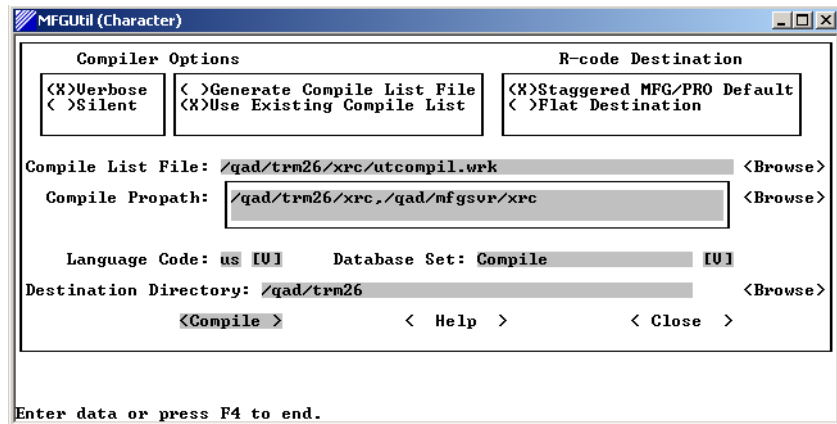 MFGUtil (Character)
Compiler Options R-code Destination
(X)Verbose ( )Generate Compile List File (X)Staggered MFG/PRO Default
( )Silent (X)Use Existing Compile List ( )Flat Destination
Compile List File: /qad/trm26/xrc/utcompil.wrk <Browse>
Compile Propath: /qad/trm26/xrc,/qad/mfgsvr/xrc <Browse>
Language Code: us [V] Database Set: Compile [V]
Destination Directory: /qad/trm26 <Browse>
<Compile > < Help > < Close >
Enter data or press F4 to end.